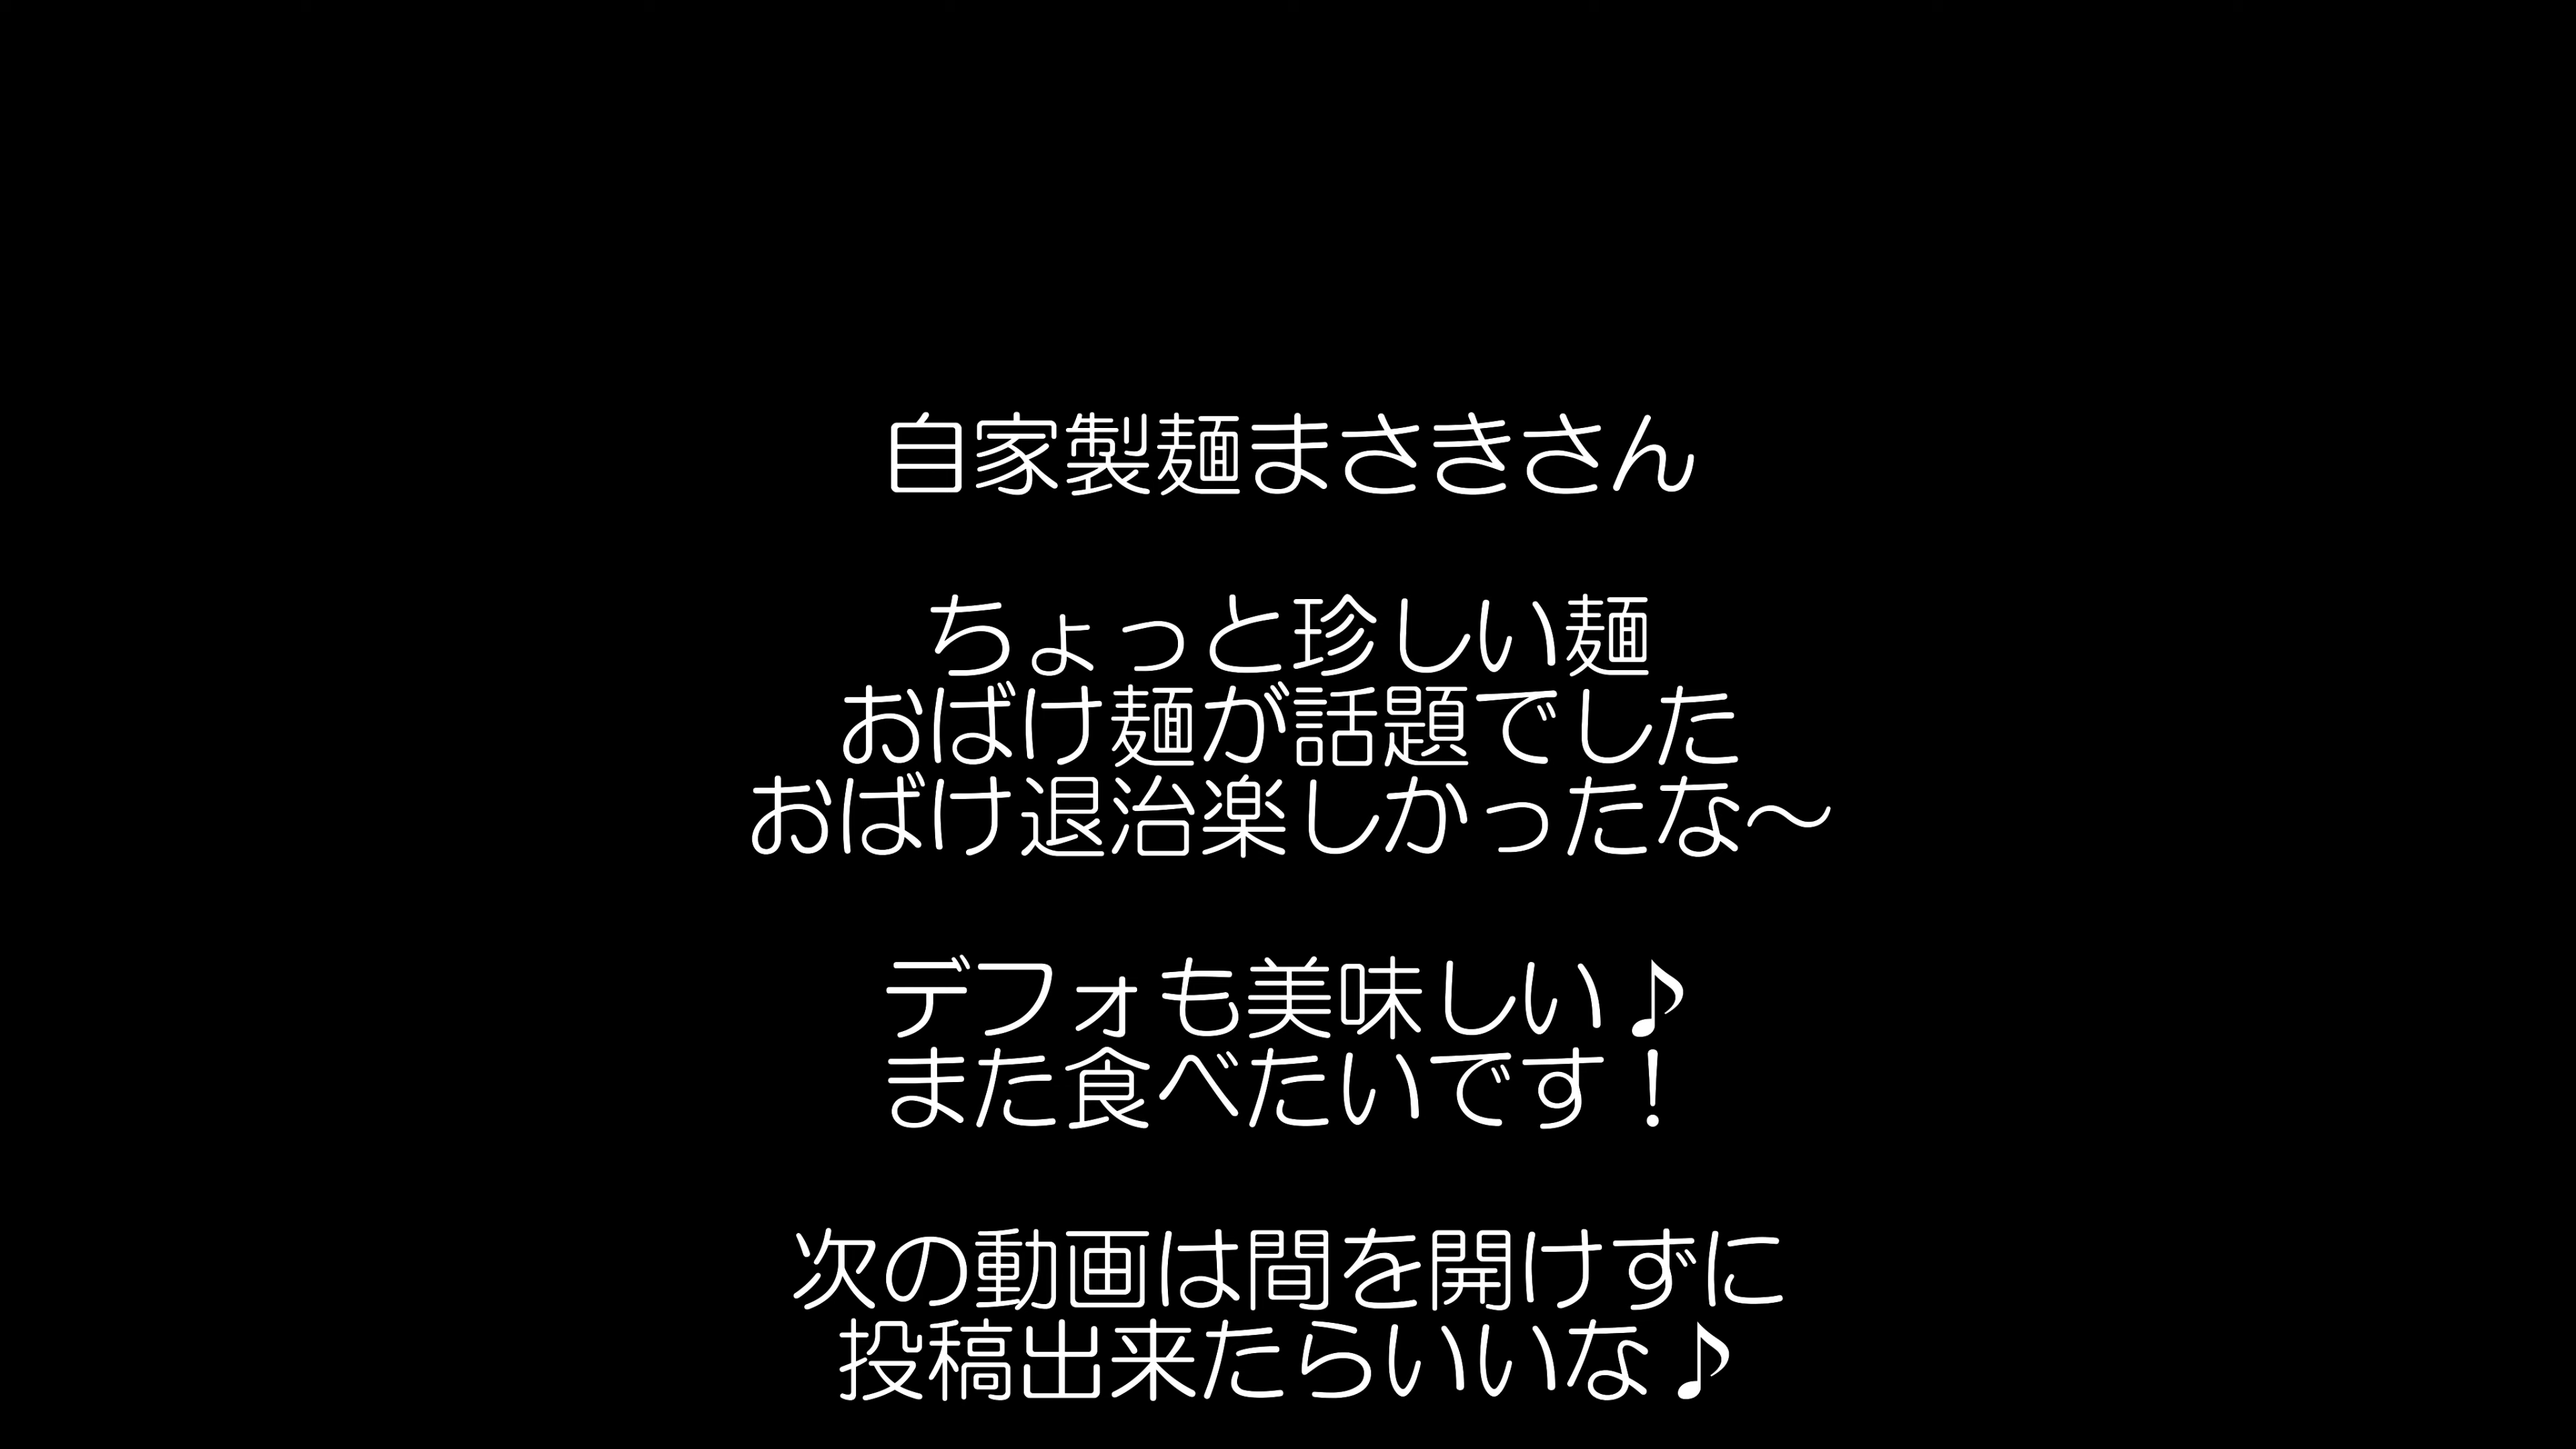 自家製麺まさきさん
ちょっと珍しい麺
おばけ麺が話題でした
おばけ退治楽しかったな～
デフォも美味しい♪
また食べたいです！
次の動画は間を開けずに
投稿出来たらいいな♪